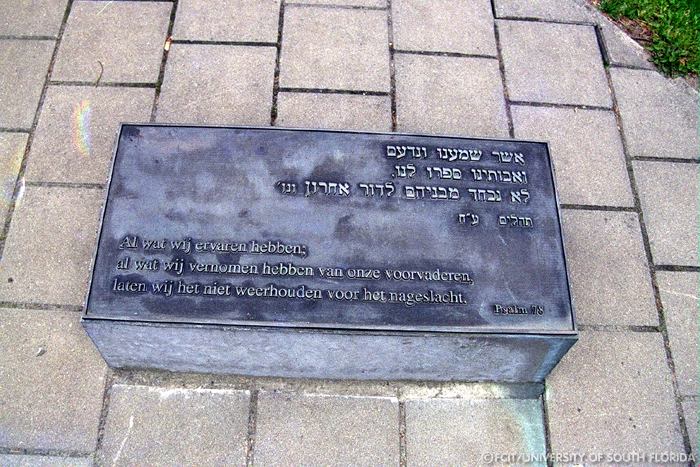 אשר שמענו ונדעם
ואבותינו ספרו לנו.
לא נכחד מבניהם לדור אחרון וגו׳
תהלים ע״ח
Al wat wij ervaren hebben;
al wat wij vernomen hebben van onze voorvaderen,
laten wij het niet weerhouden voor het nageslacht.
Psalm 78
©FCIT/UNIVERSITY OF SOUTH FLORIDA